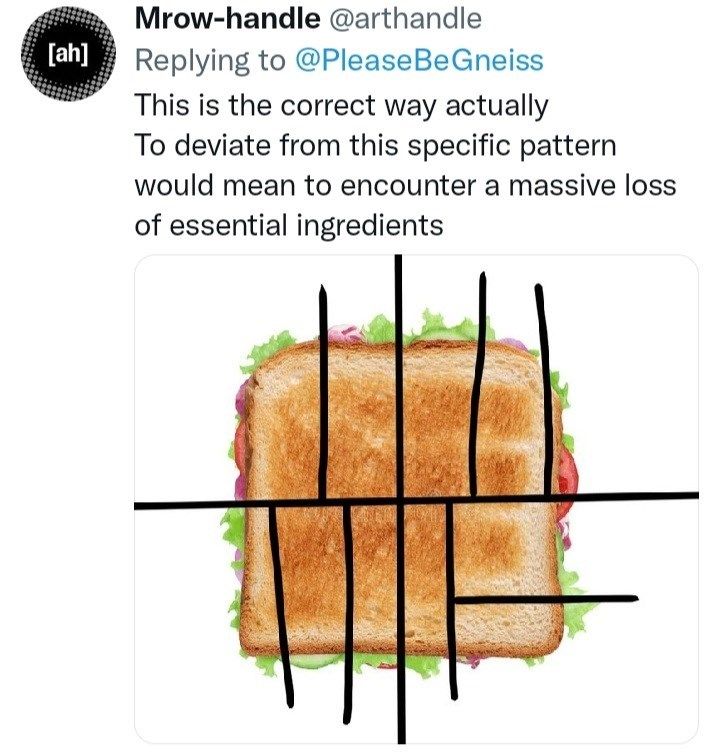 [ah]
Mrow-handle @arthandle
Replying to @PleaseBeGneiss
This is the correct way actually
To deviate from this specific pattern
would mean to encounter a massive loss
of essential ingredients